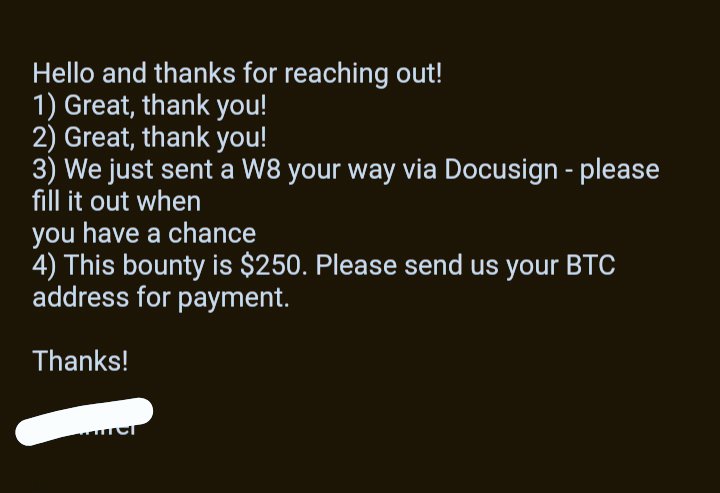 Hello and thanks for reaching out!
1) Great, thank you!
2) Great, thank you!
3) We just sent a W8 your way via Docusign - please
fill it out when
you have a chance
4) This bounty is $250. Please send us your BTC
address for payment.
Thanks!